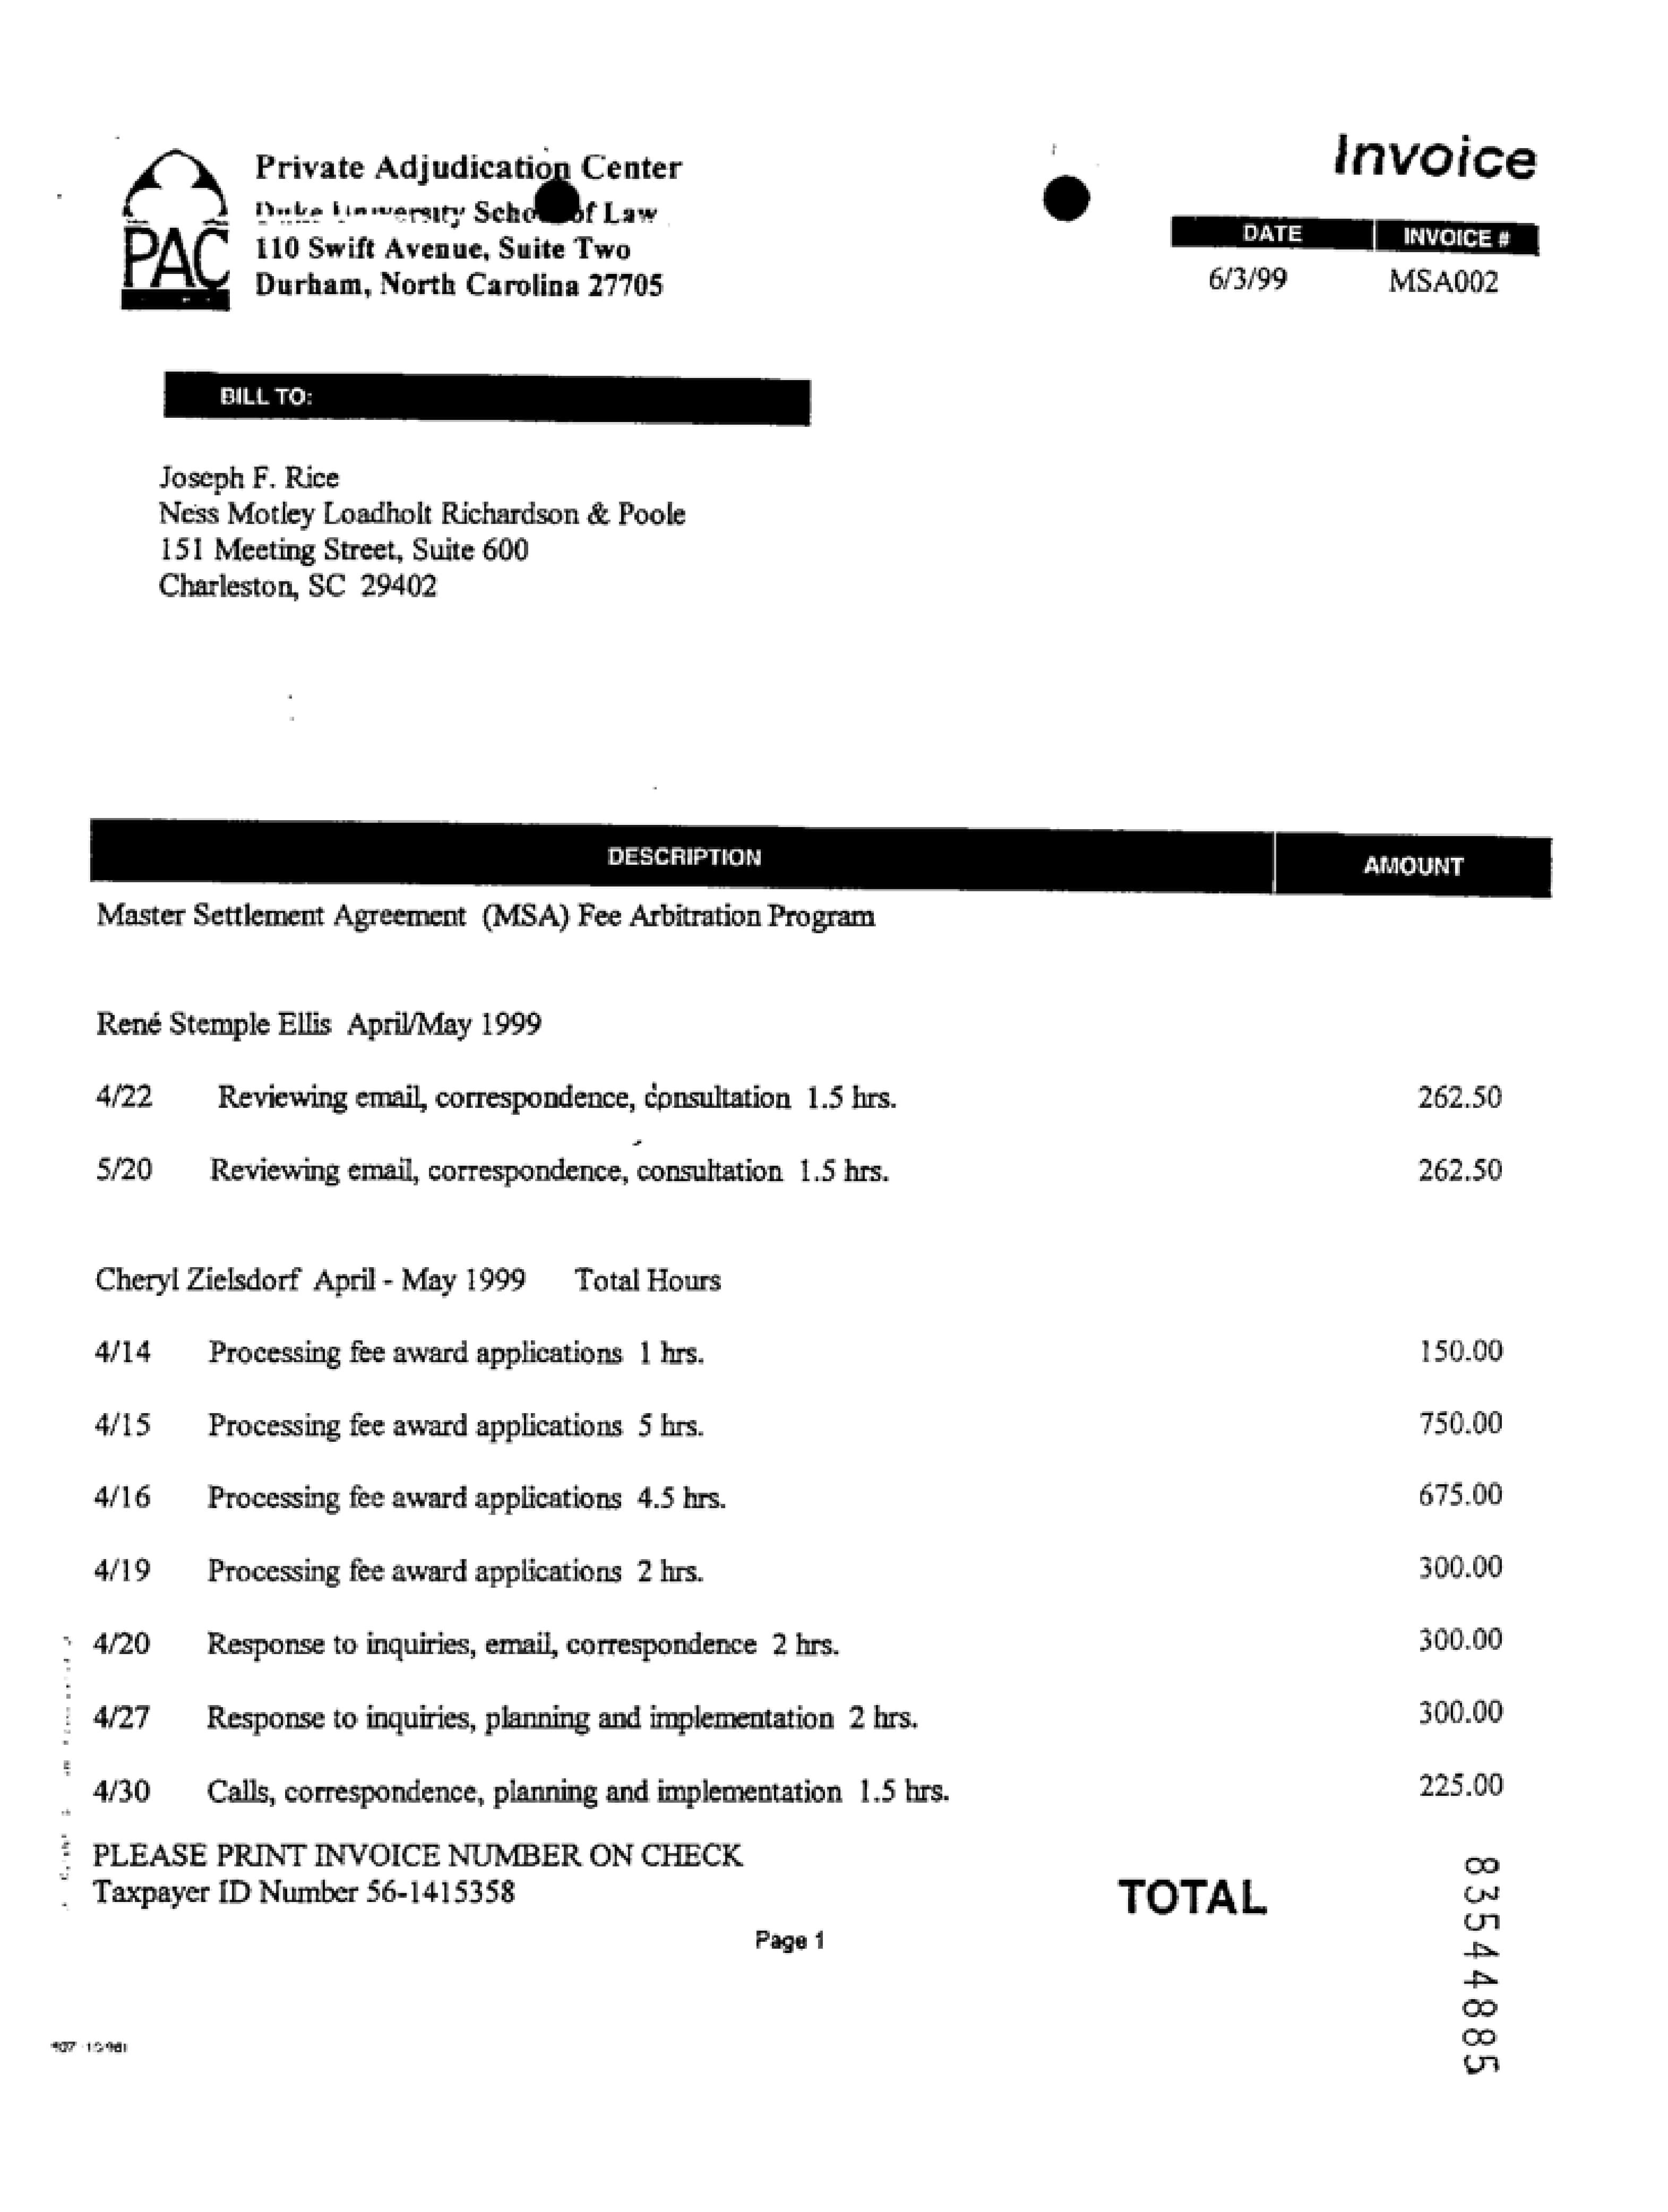 Invoice
Private Adjudication Center
Duke University School of Law
110 Swift Avenue, Suite Two
Durham, North Carolina 27705
PAC
DATE INVOICE #
6/3/99 MSA002
BILL TO:
Joseph F. Rice
Ness Motley Loadholt Richardson & Poole
151 Meeting Street, Suite 600
Charleston, SC 29402
DESCRIPTION AMOUNT
Master Settlement Agreement (MSA) Fee Arbitration Program
René Stemple Ellis April/May 1999
4/22 Reviewing email, correspondence, consultation 1.5 hrs. 262.50
5/20 Reviewing email, correspondence, consultation 1.5 hrs. 262.50
Cheryl Zielsdorf April - May 1999 Total Hours
4/14 Processing fee award applications 1 hrs. 150.00
4/15 Processing fee award applications 5 hrs. 750.00
4/16 Processing fee award applications 4.5 hrs. 675.00
4/19 Processing fee award applications 2 hrs. 300.00
4/20 Response to inquiries, email, correspondence 2 hrs. 300.00
4/27 Response to inquiries, planning and implementation 2 hrs. 300.00
4/30 Calls, correspondence, planning and implementation 1.5 hrs. 225.00
PLEASE PRINT INVOICE NUMBER ON CHECK
Taxpayer ID Number 56-1415358
TOTAL
Page 1
83544885